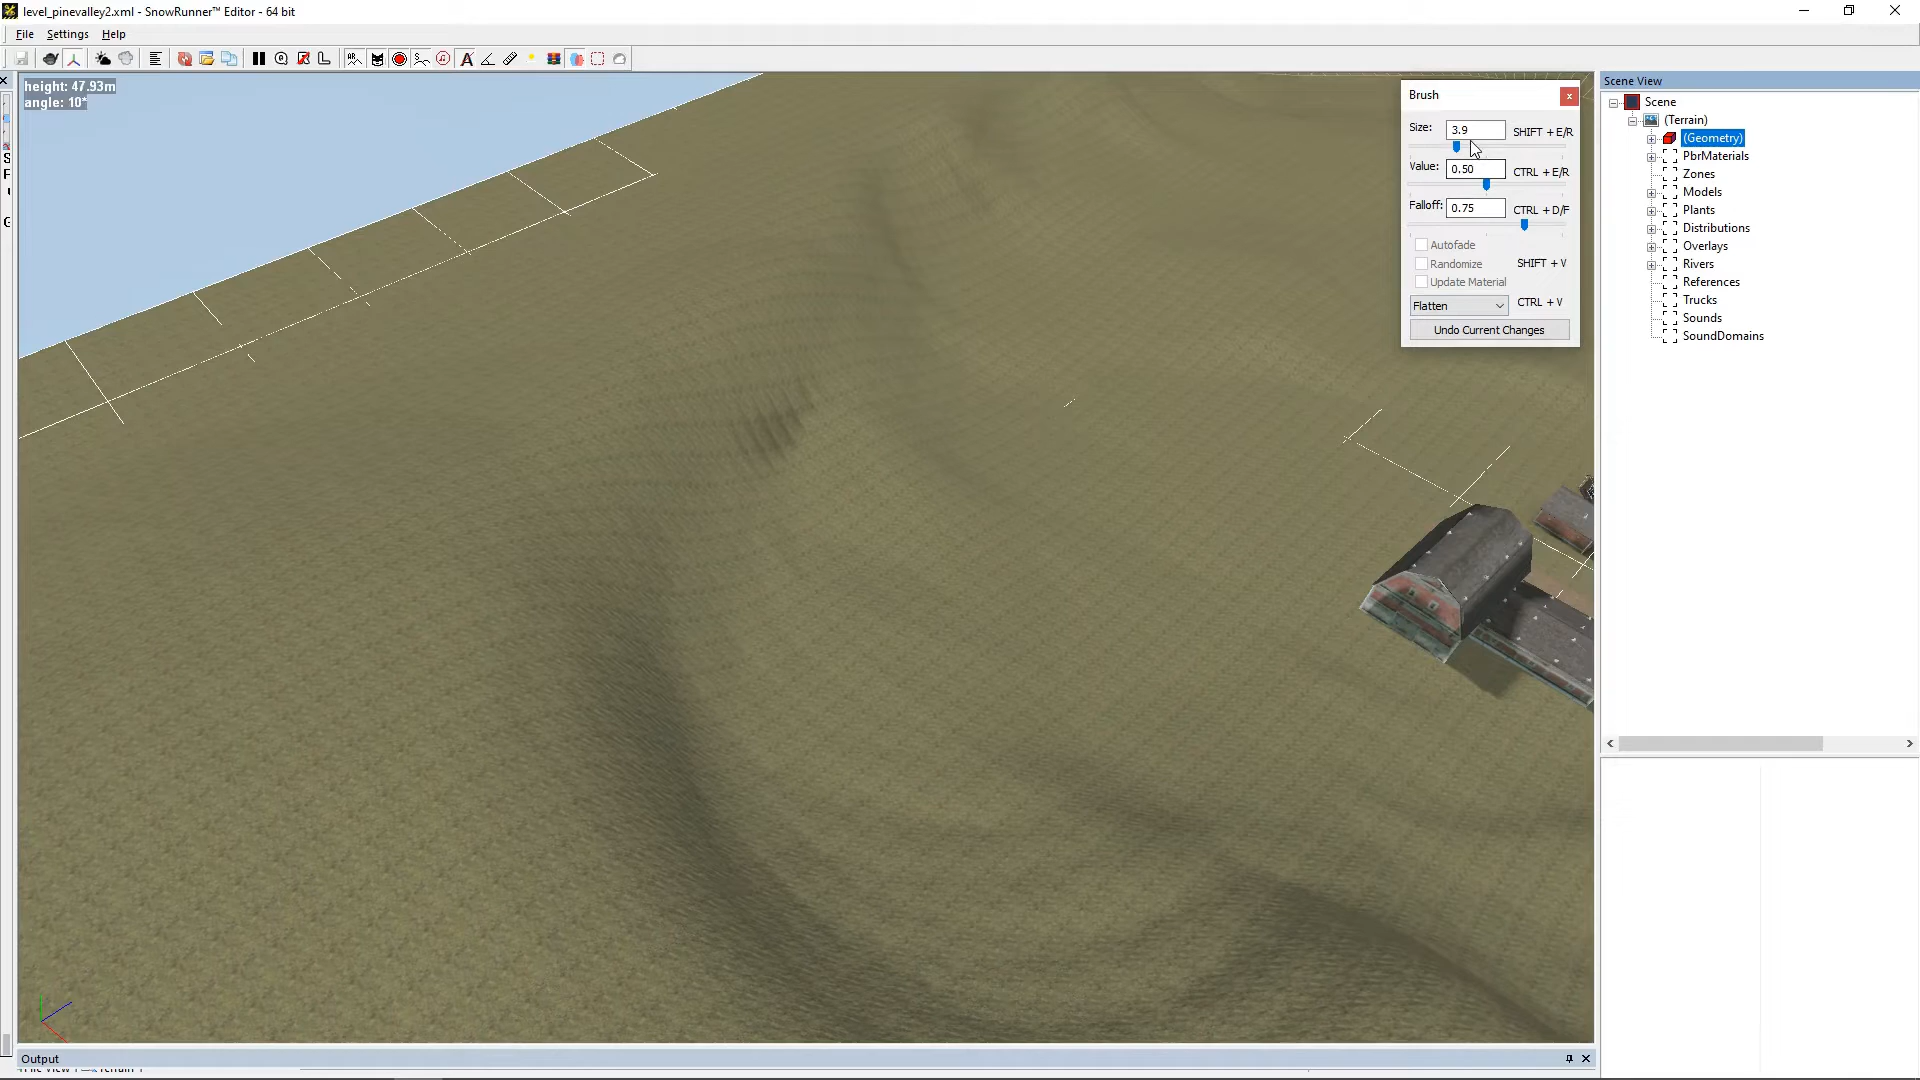 level_pinevalley2.xml - SnowRunner™ Editor - 64 bit
File Settings Help
height: 47.93m
angle: 10°
Brush
Size: 3.9 SHIFT + E/R
Value: 0.50 CTRL + E/R
Falloff: 0.75 CTRL + D/F
Autofade
Randomize SHIFT + V
Update Material
Flatten CTRL + V
Undo Current Changes
Scene View
Scene
(Terrain)
(Geometry)
PbrMaterials
Zones
Models
Plants
Distributions
Overlays
Rivers
References
Trucks
Sounds
SoundDomains
Output